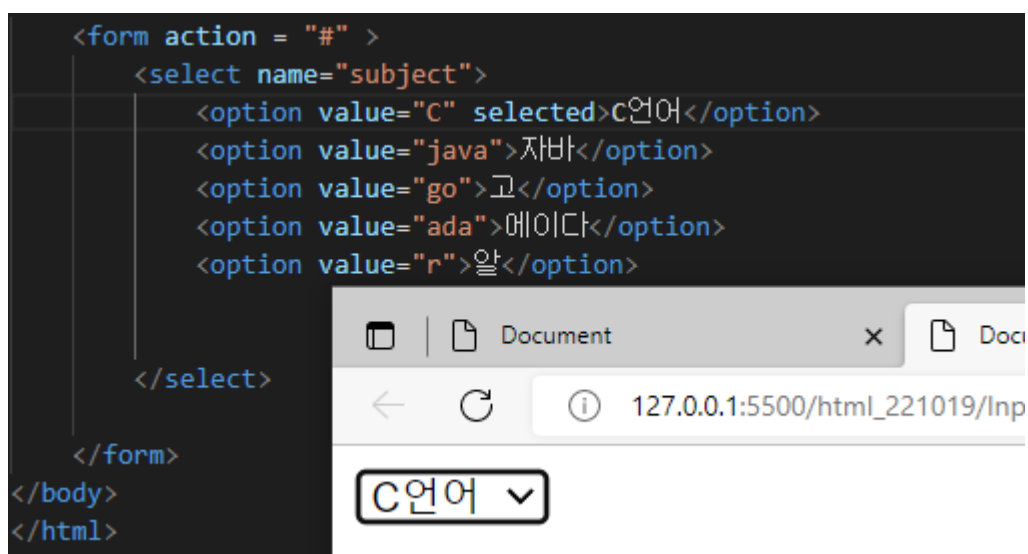 <form action = "#" >
<select name="subject">
<option value="C" selected>C언어</option>
<option value="java">자바</option>
<option value="go">고</option>
<option value="ada">에이다</option>
<option value="r">알</option>
</select>
</form>
</body>
</html>
Document
127.0.0.1:5500/html_221019/Inp
C언어